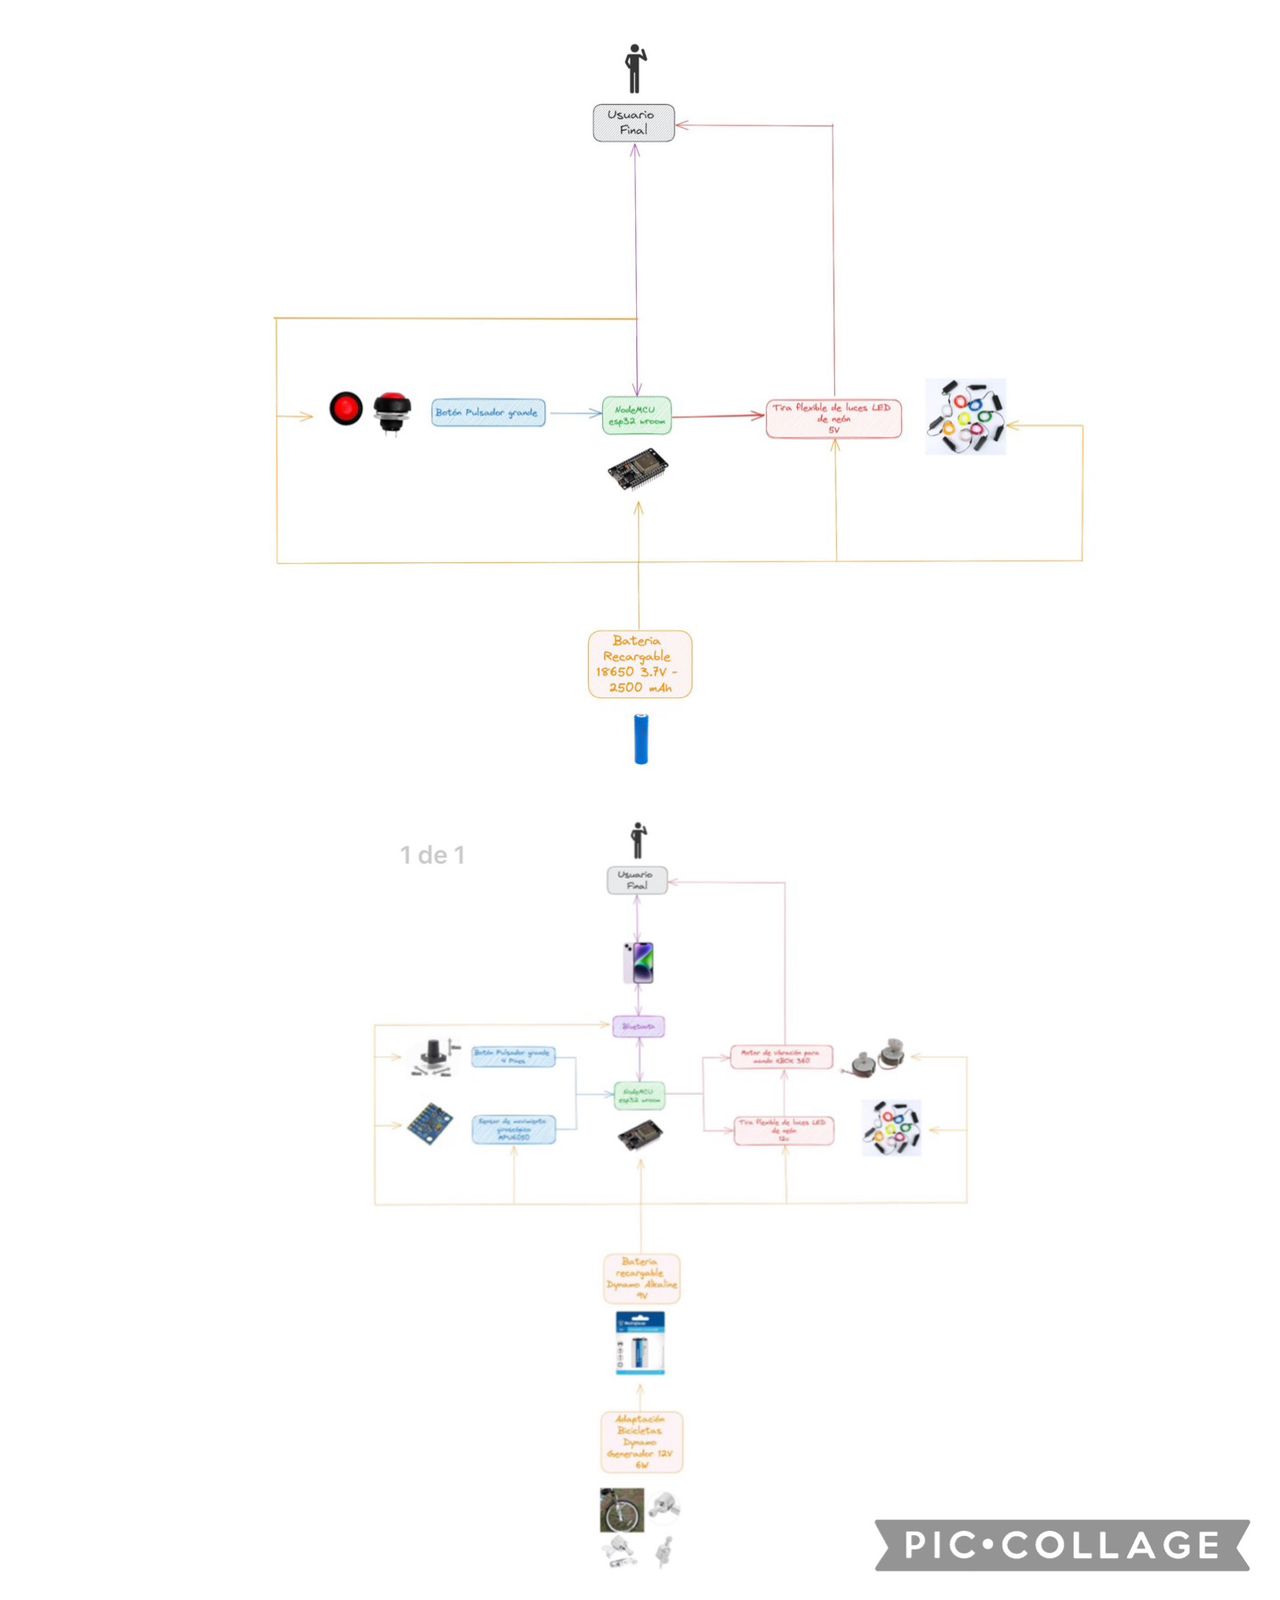 Usuario
Final
Botón Pulsador grande
NodeMCU
esp32 wroom
Tira flexible de luces LED
de neón
5V
Bateria
Recargable
18650 3.7V -
2500 mAh
1 de 1
Usuario
Final
Bluetooth
Botón Pulsador grande
4 Pines
Motor de vibración para
mando XBOX 360
NodeMCU
esp32 wroom
Sensor de movimiento
giroscópico
MPU6050
Tira flexible de luces LED
de neón
12v
Bateria
recargable
Dynamo Alkaline
9V
Adaptación
Bicicletas
Dynamo
Generador 12V
6W
PIC•COLLAGE